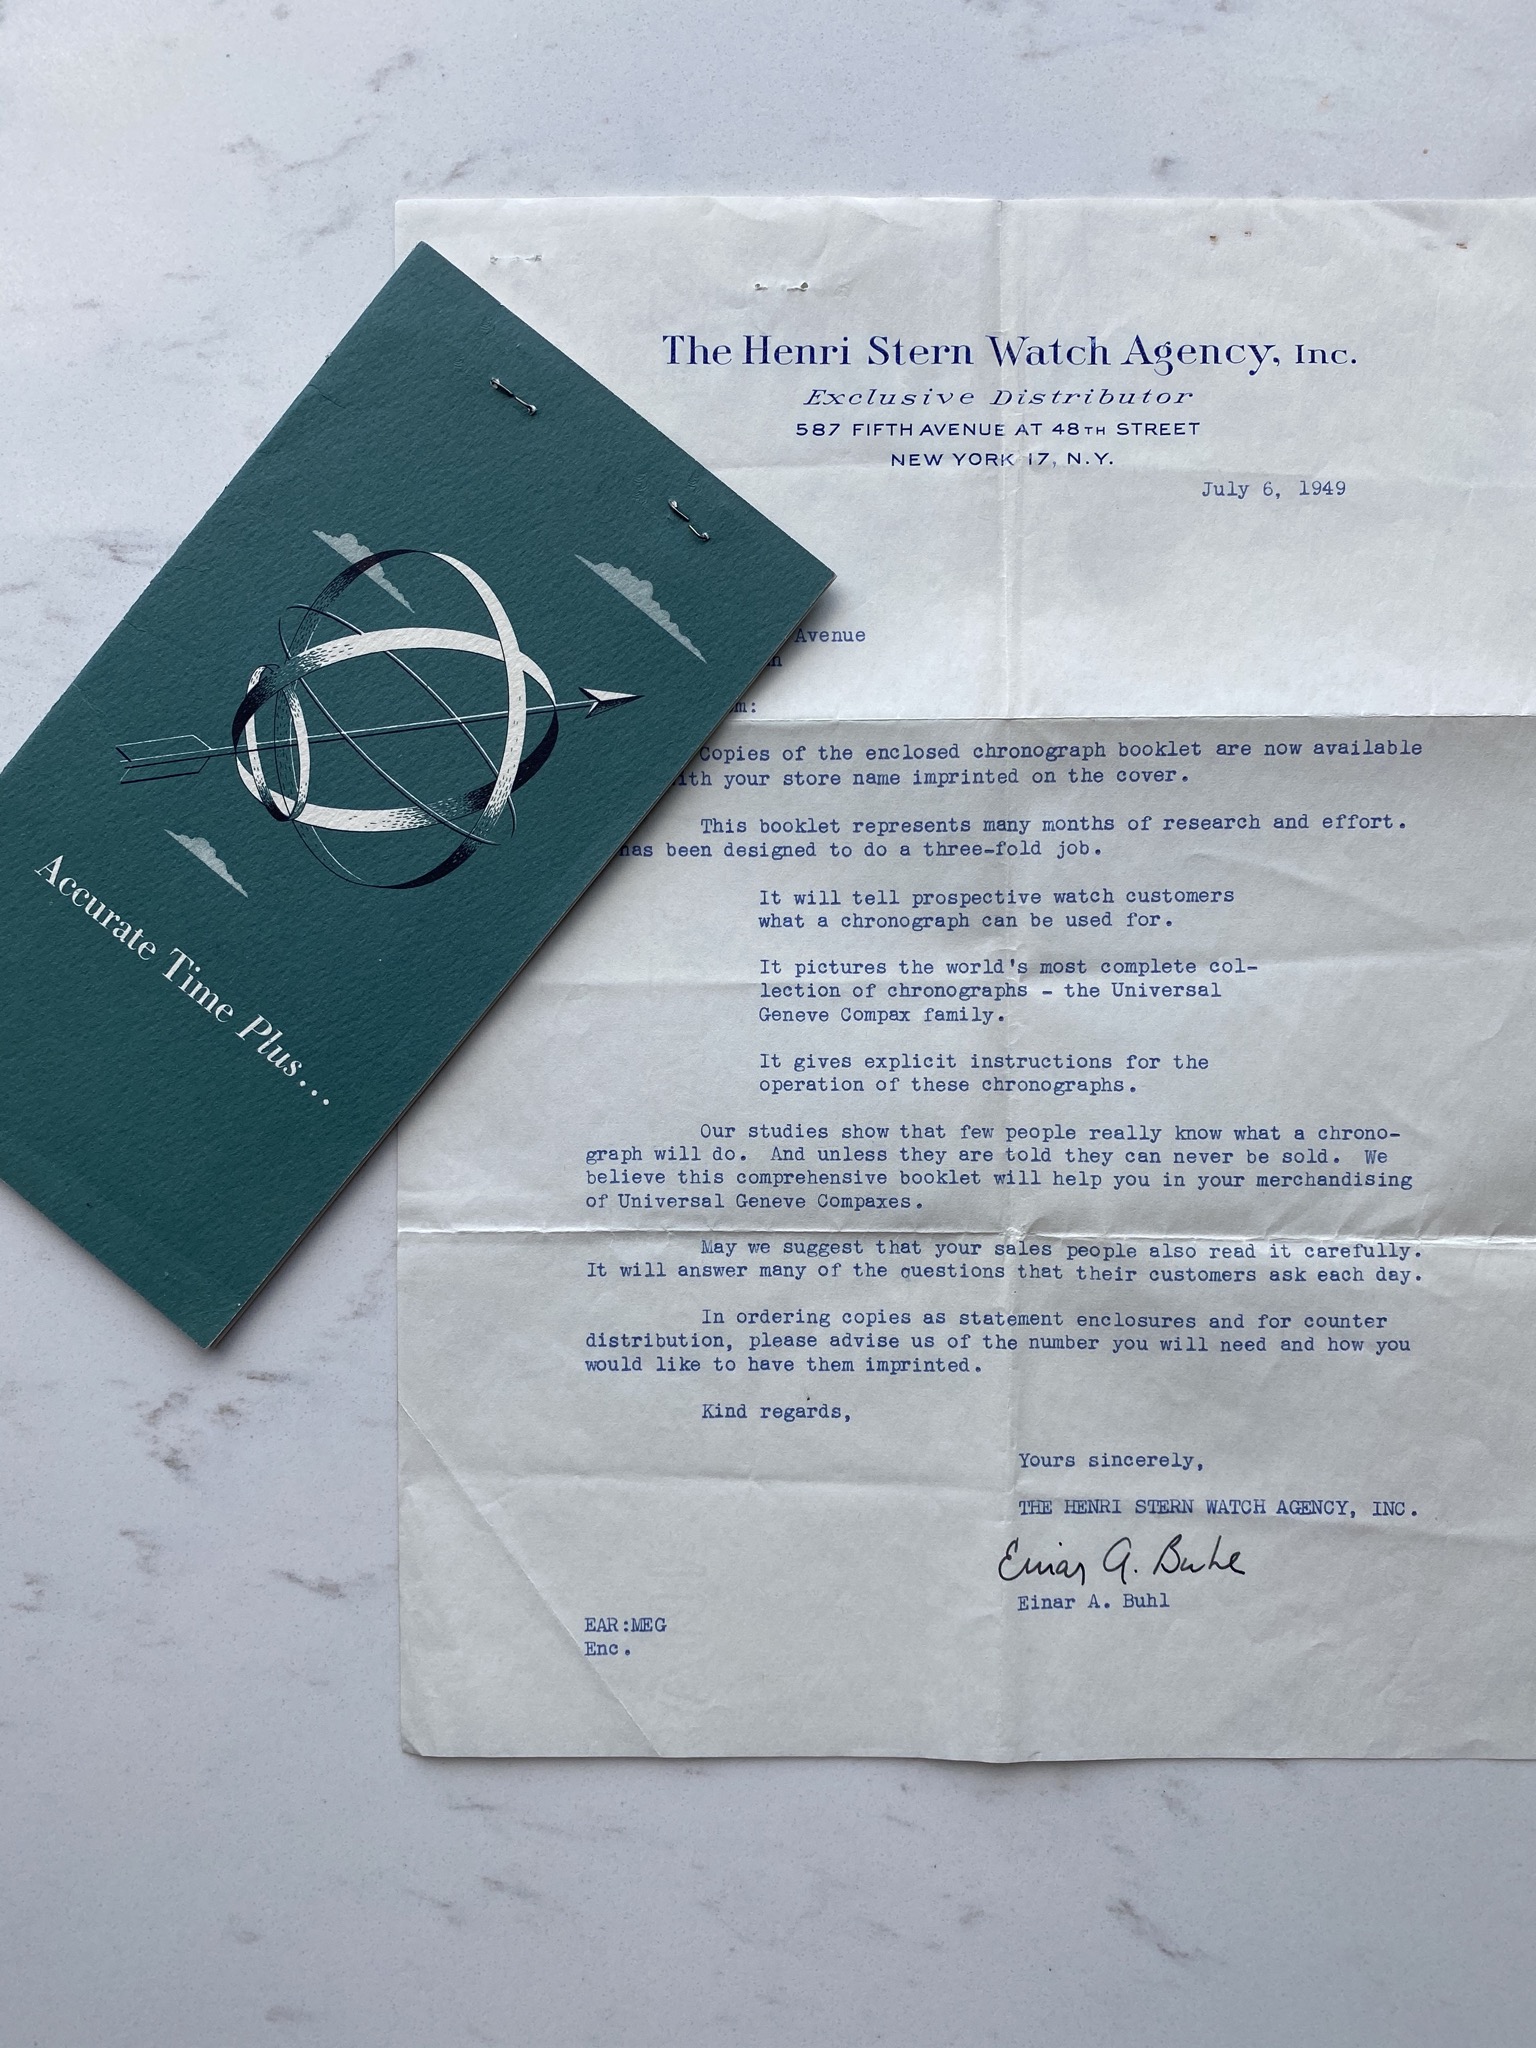 The Henri Stern Watch Agency, Inc.
Exclusive Distributor
587 FIFTH AVENUE AT 48TH STREET
NEW YORK 17, N.Y.
July 6, 1949
Avenue
Copies of the enclosed chronograph booklet are now available
with your store name imprinted on the cover.
This booklet represents many months of research and effort.
has been designed to do a three-fold job.
It will tell prospective watch customers
what a chronograph can be used for.
It pictures the world's most complete col-
lection of chronographs - the Universal
Geneve Compax family.
It gives explicit instructions for the
operation of these chronographs.
Our studies show that few people really know what a chrono-
graph will do. And unless they are told they can never be sold. We
believe this comprehensive booklet will help you in your merchandising
of Universal Geneve Compaxes.
May we suggest that your sales people also read it carefully.
It will answer many of the questions that their customers ask each day.
In ordering copies as statement enclosures and for counter
distribution, please advise us of the number you will need and how you
would like to have them imprinted.
Kind regards,
Yours sincerely,
THE HENRI STERN WATCH AGENCY, INC.
Einar A. Buhl
Einar A. Buhl
EAR:MEG
Enc.
Accurate Time Plus...